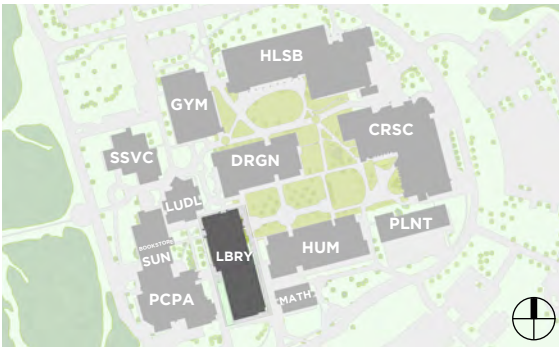 HLSB
GYM
CRSC
SSVC
DRGN
LUDL
PLNT
BOOKSTORE
SUN
LBRY
HUM
PCPA
MATH